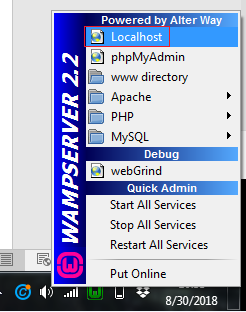 Powered by Alter Way
Localhost
phpMyAdmin
www directory
Apache
PHP
MySQL
Debug
webGrind
Quick Admin
Start All Services
Stop All Services
Restart All Services
Put Online
WAMPSERVER 2.2
8/30/2018